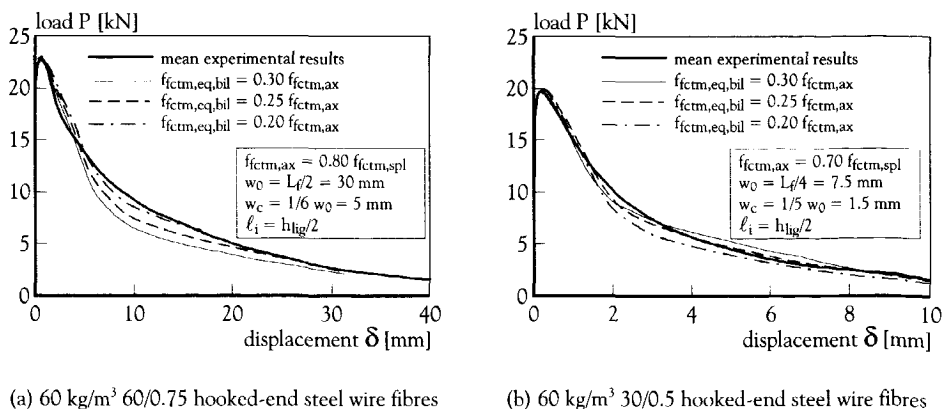 load P [kN]
25
20
15
10
5
0
mean experimental results
f_fctm,eq,bil = 0.30 f_fctm,ax
f_fctm,eq,bil = 0.25 f_fctm,ax
f_fctm,eq,bil = 0.20 f_fctm,ax
f_fctm,ax = 0.80 f_fctm,spl
w₀ = L_f/2 = 30 mm
w_c = 1/6 w₀ = 5 mm
ℓ_i = h_lig/2
0 10 20 30 40
displacement δ [mm]
(a) 60 kg/m³ 60/0.75 hooked-end steel wire fibres
load P [kN]
25
20
15
10
5
0
mean experimental results
f_fctm,eq,bil = 0.30 f_fctm,ax
f_fctm,eq,bil = 0.25 f_fctm,ax
f_fctm,eq,bil = 0.20 f_fctm,ax
f_fctm,ax = 0.70 f_fctm,spl
w₀ = L_f/4 = 7.5 mm
w_c = 1/5 w₀ = 1.5 mm
ℓ_i = h_lig/2
0 2 4 6 8 10
displacement δ [mm]
(b) 60 kg/m³ 30/0.5 hooked-end steel wire fibres